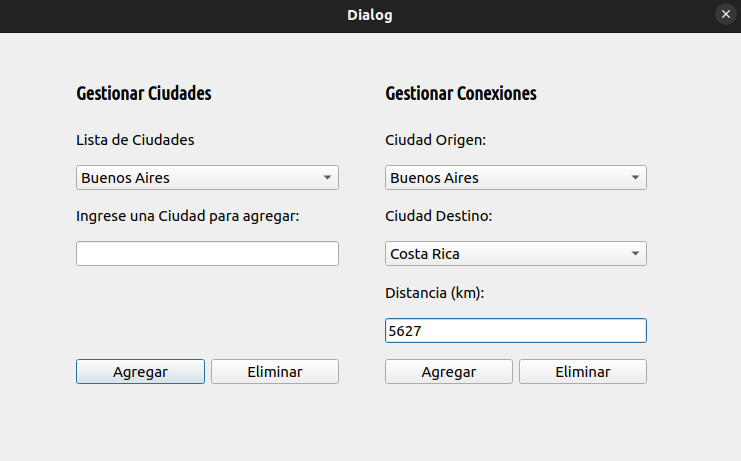 Dialog
Gestionar Ciudades
Lista de Ciudades
Buenos Aires
Ingrese una Ciudad para agregar:
Agregar
Eliminar
Gestionar Conexiones
Ciudad Origen:
Buenos Aires
Ciudad Destino:
Costa Rica
Distancia (km):
5627
Agregar
Eliminar